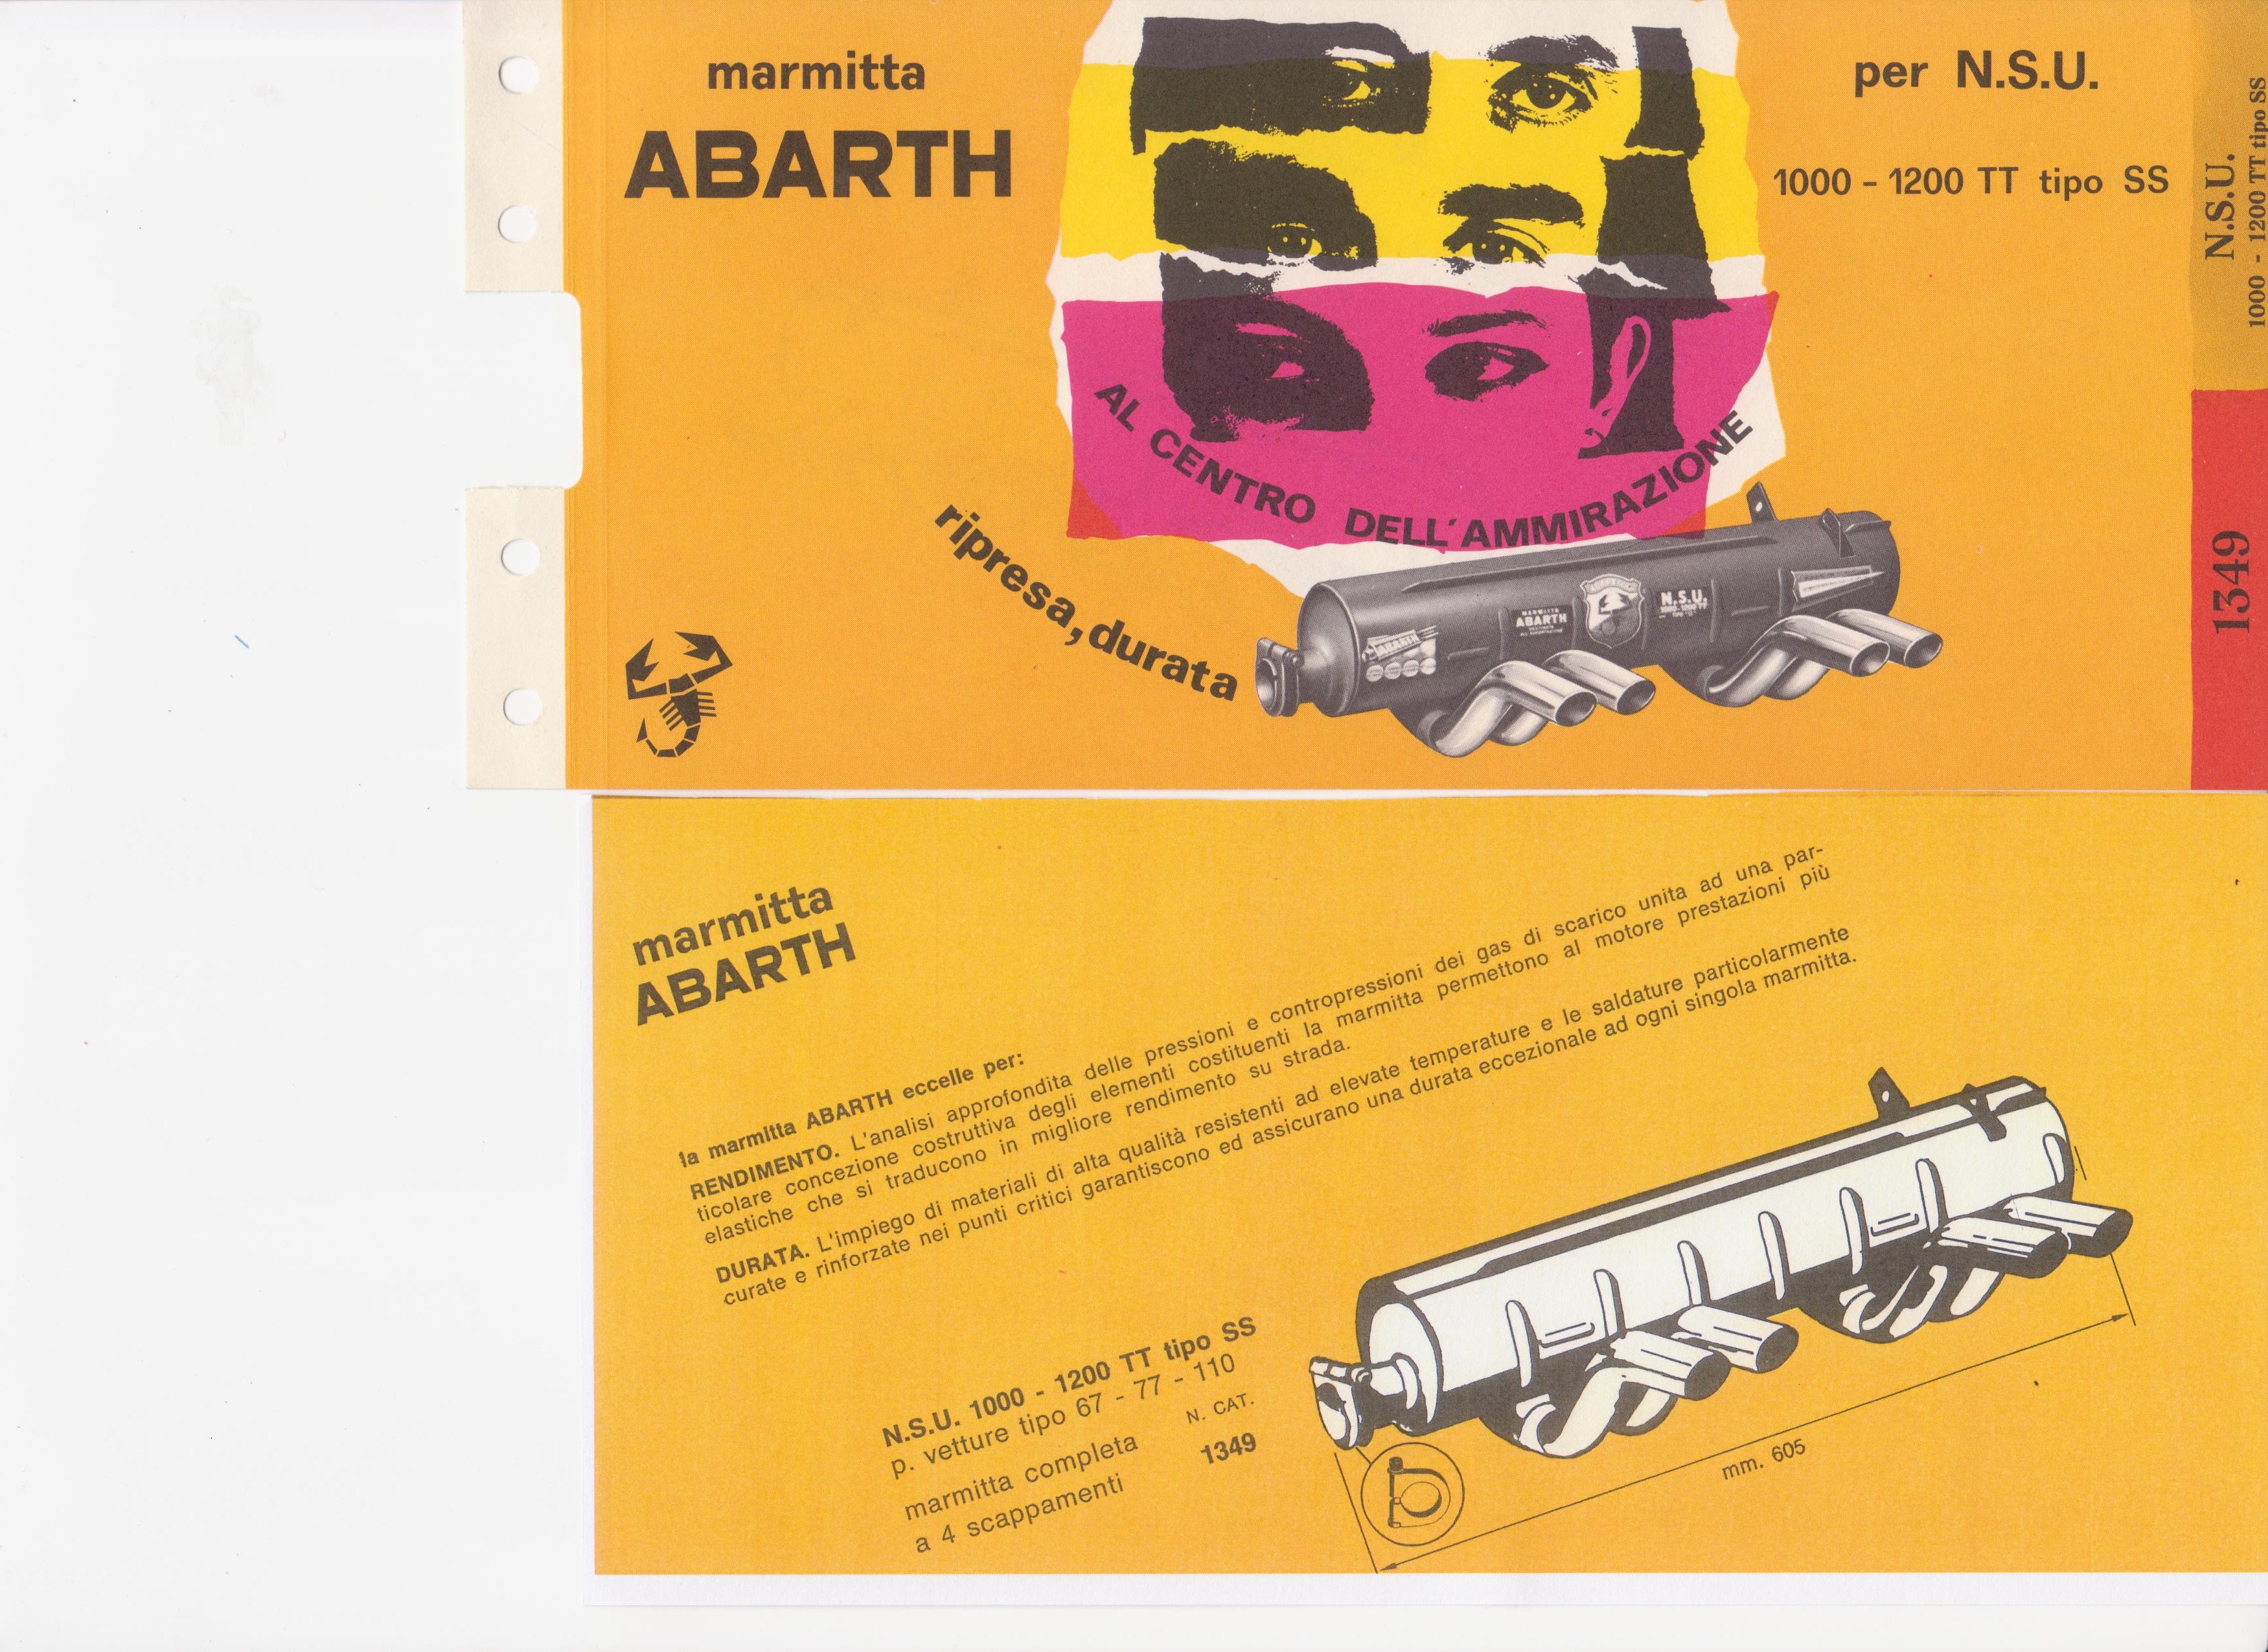 marmitta
ABARTH
per N.S.U.
1000 - 1200 TT tipo SS
N.S.U.
1000 - 1200 TT tipo SS
1349
AL CENTRO DELL'AMMIRAZIONE
ripresa, durata
ABARTH
MARMITTA
ABARTH
N.S.U.
marmitta
ABARTH
la marmitta ABARTH eccelle per:
RENDIMENTO. L'analisi approfondita delle pressioni e contropressioni dei gas di scarico unita ad una par-
ticolare concezione costruttiva degli elementi costituenti la marmitta permettono al motore prestazioni più
elastiche che si traducono in migliore rendimento su strada.
DURATA. L'impiego di materiali di alta qualità resistenti ad elevate temperature e le saldature particolarmente
curate e rinforzate nei punti critici garantiscono ed assicurano una durata eccezionale ad ogni singola marmitta.
N.S.U. 1000 - 1200 TT tipo SS
p. vetture tipo 67 - 77 - 110
N. CAT.
marmitta completa
a 4 scappamenti
1349
mm. 605